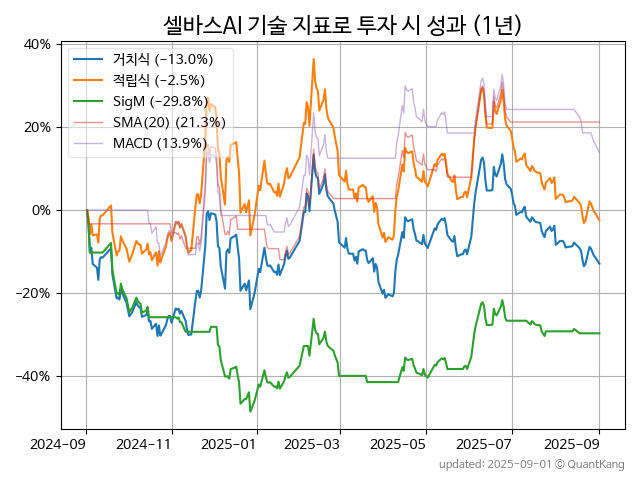 셀바스AI 기술 지표로 투자 시 성과 (1년)
40%
20%
0%
−20%
−40%
거치식 (−13.0%)
적립식 (−2.5%)
SigM (−29.8%)
SMA(20) (21.3%)
MACD (13.9%)
2024-09 2024-11 2025-01 2025-03 2025-05 2025-07 2025-09
updated: 2025-09-01 © QuantKang